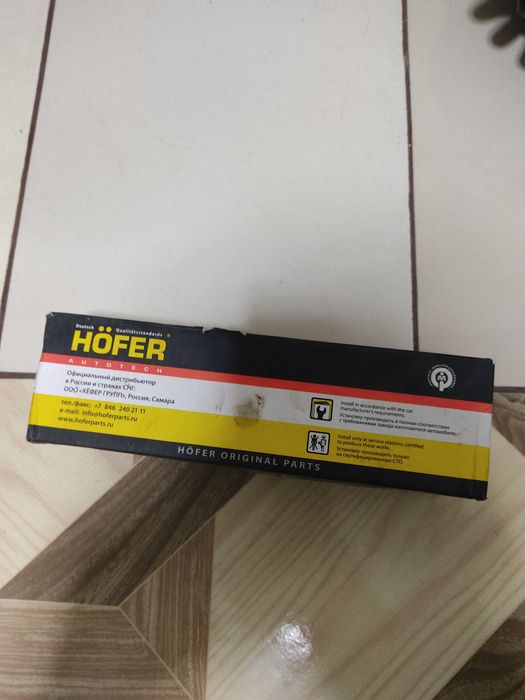 Deutsch Qualitätsstandards
HÖFER
AUTOTECH
Официальный дистрибьютор
в России и странах СНГ:
ООО «ХЁФЕР ГРУПП», Россия, Самара
тел./факс: +7 846 240 21 11
e-mail: info@hoferparts.ru
www.hoferparts.ru
Install in accordance with the car
manufacturer's requirements.
Установку производить в полном соответствии
с требованиями завода изготовителя автомобиля.
Install only at service stations, certified
to produce these works.
Установку производить только
на сертифицированных СТО.
HÖFER ORIGINAL PARTS